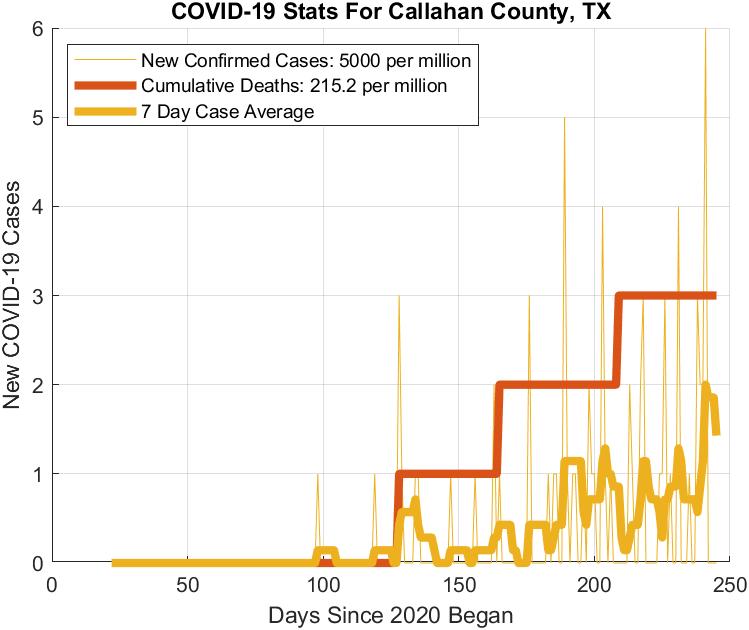 COVID-19 Stats For Callahan County, TX
New Confirmed Cases: 5000 per million
Cumulative Deaths: 215.2 per million
7 Day Case Average
New COVID-19 Cases
6
5
4
3
2
1
0
0 50 100 150 200 250
Days Since 2020 Began